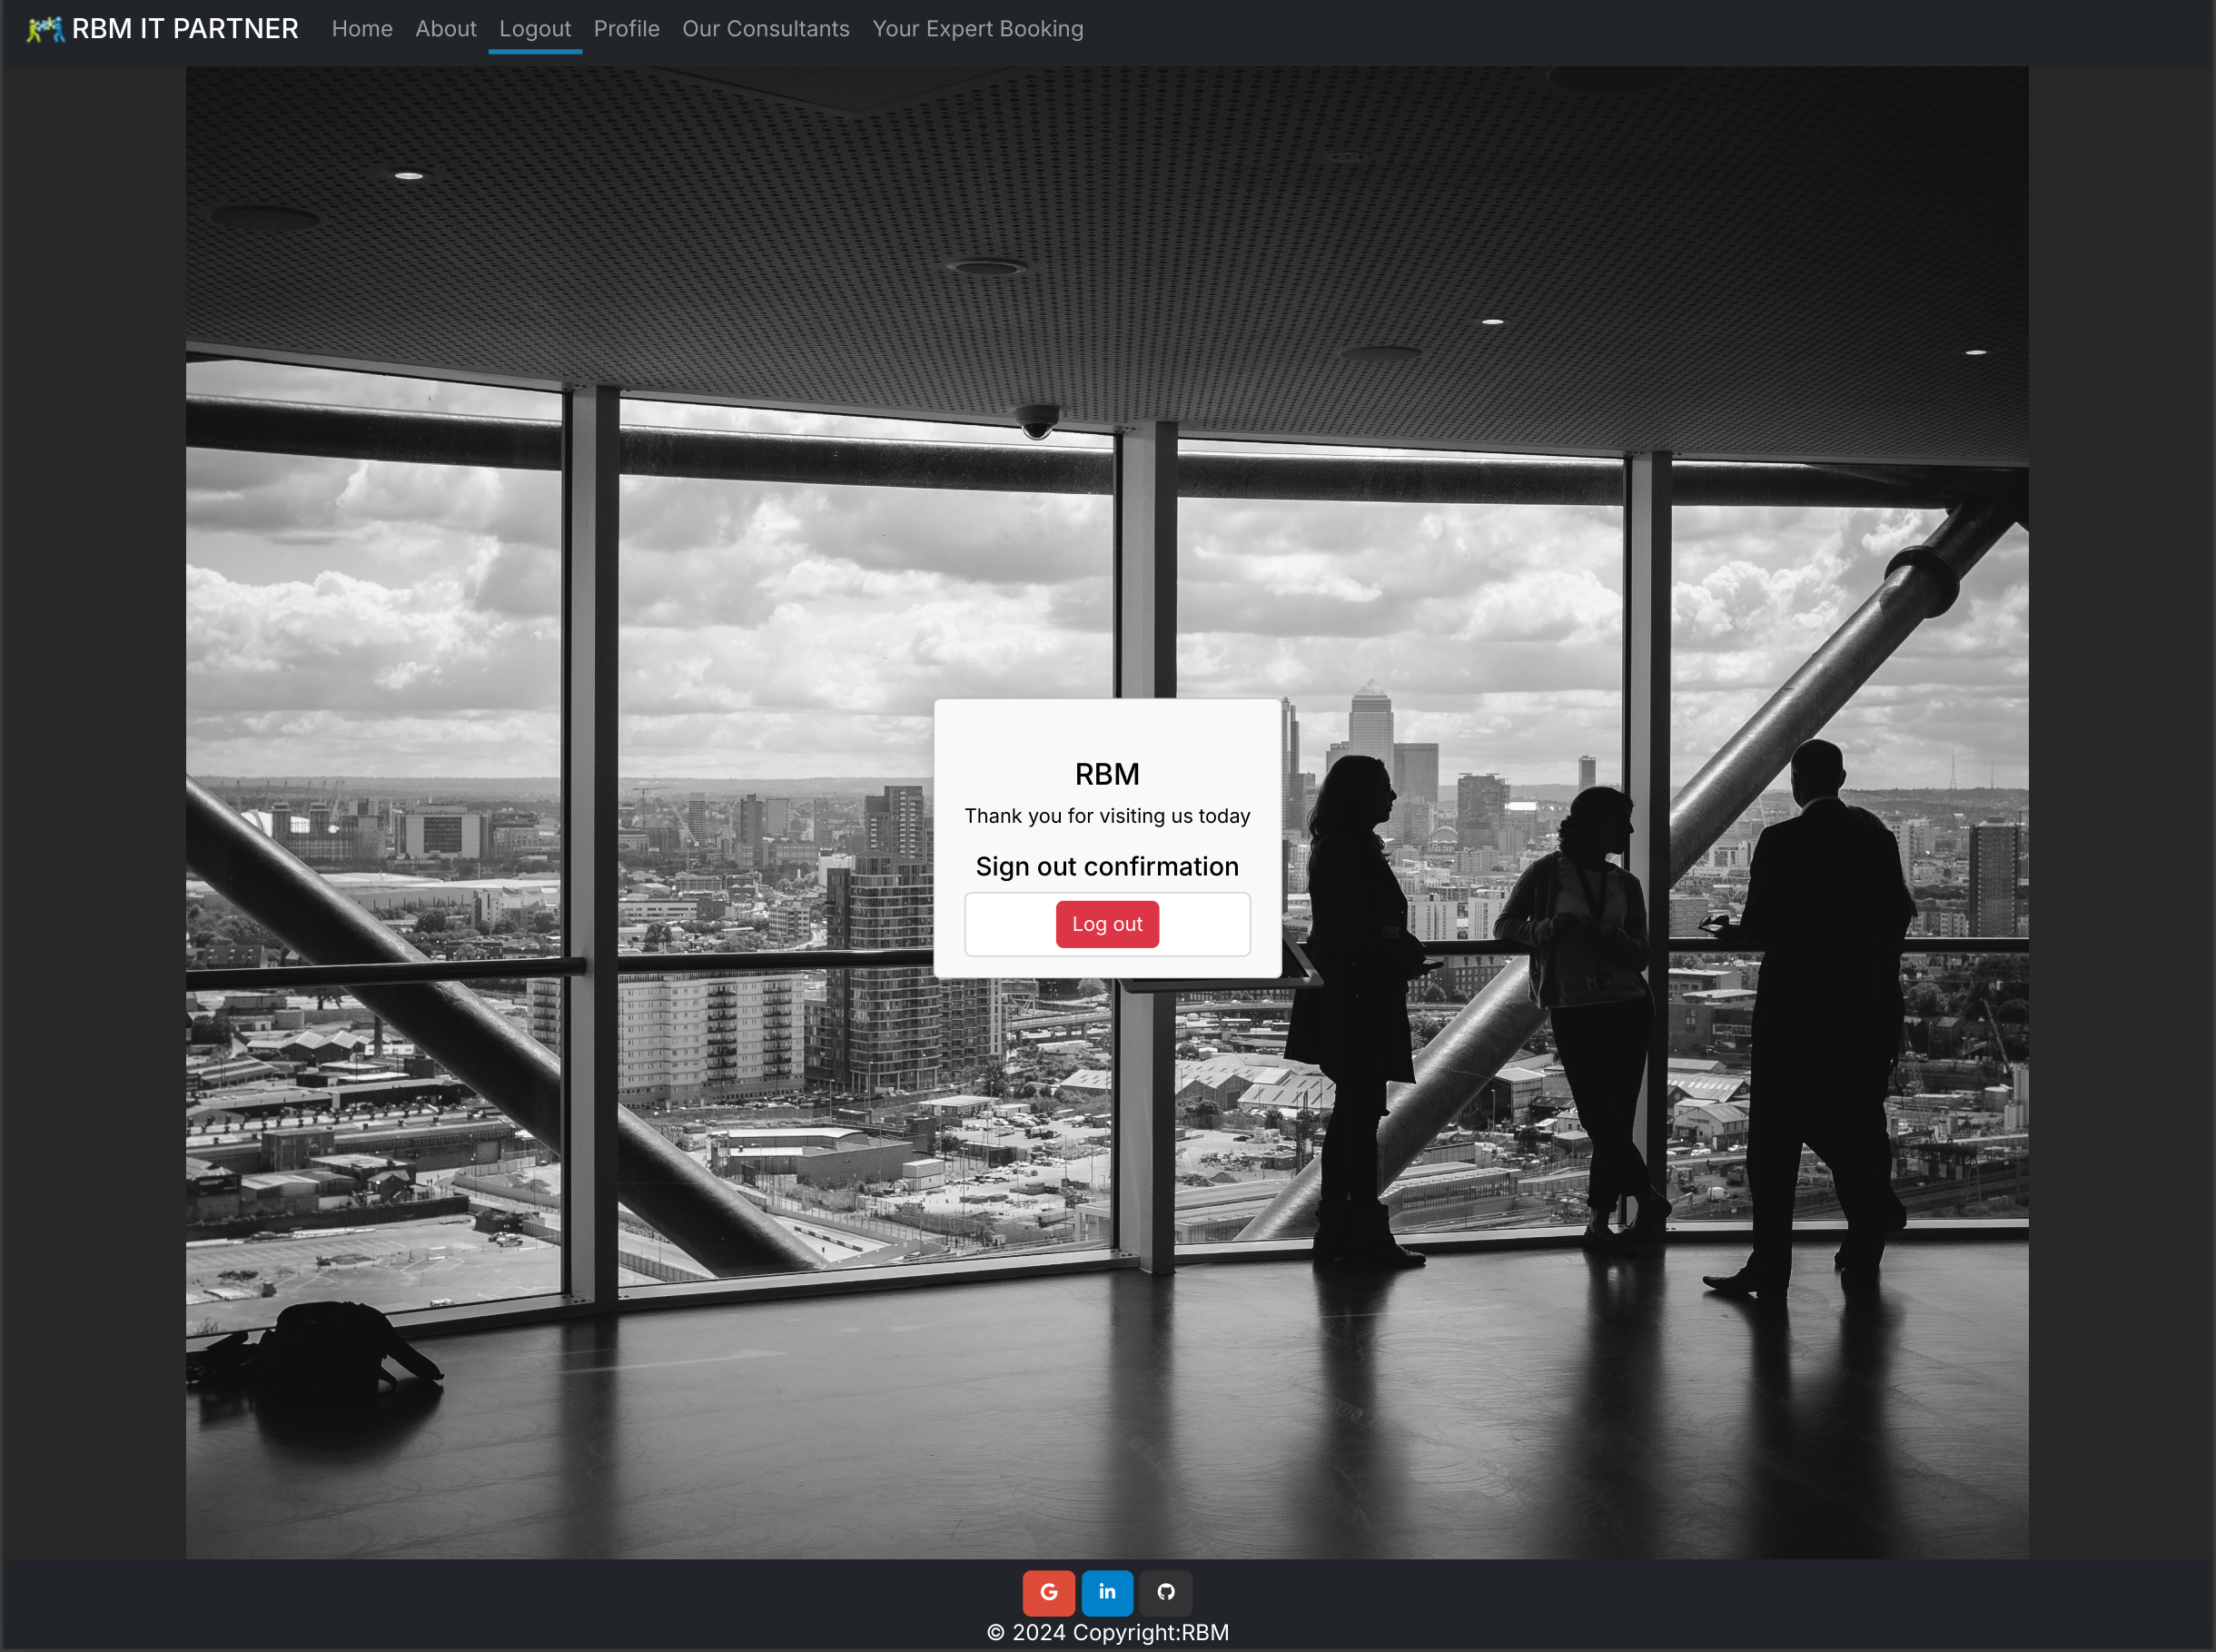 RBM IT PARTNER Home About Logout Profile Our Consultants Your Expert Booking
RBM
Thank you for visiting us today
Sign out confirmation
Log out
G in
© 2024 Copyright:RBM